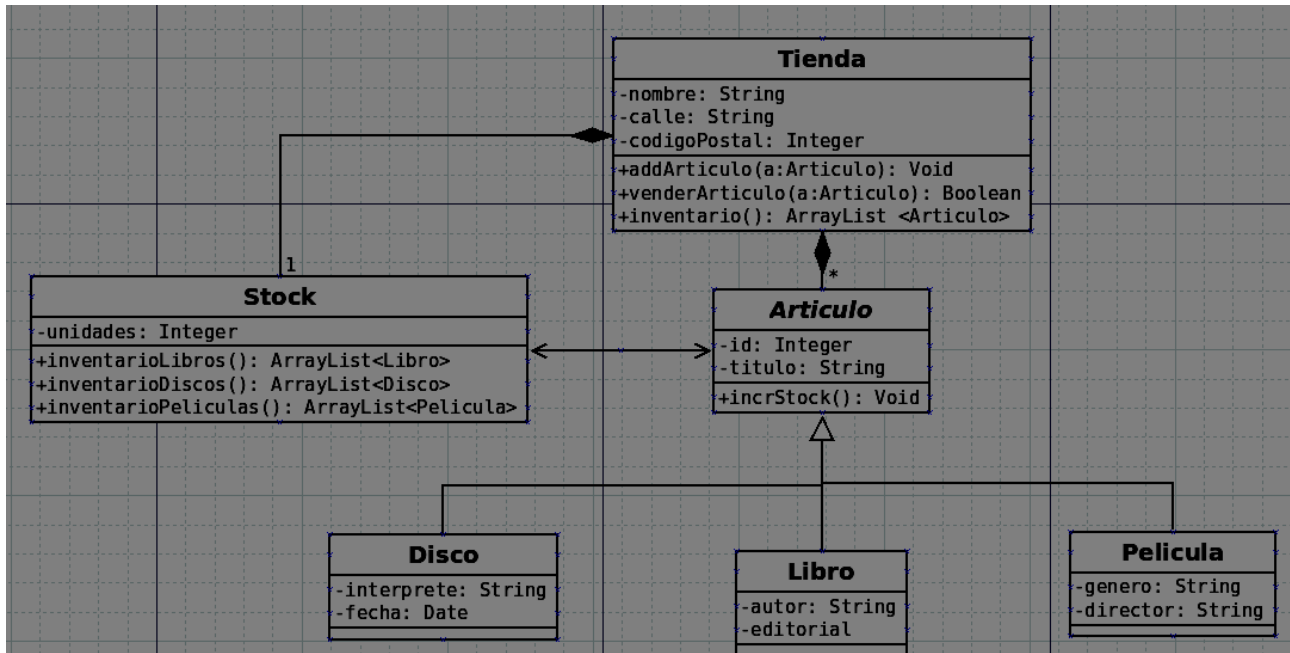 Tienda
-nombre: String
-calle: String
-codigoPostal: Integer
+addArticulo(a:Articulo): Void
+venderArticulo(a:Articulo): Boolean
+inventario(): ArrayList <Articulo>
1
*
Stock
-unidades: Integer
+inventarioLibros(): ArrayList<Libro>
+inventarioDiscos(): ArrayList<Disco>
+inventarioPeliculas(): ArrayList<Pelicula>
Articulo
-id: Integer
-titulo: String
+incrStock(): Void
Disco
-interprete: String
-fecha: Date
Libro
-autor: String
-editorial
Pelicula
-genero: String
-director: String